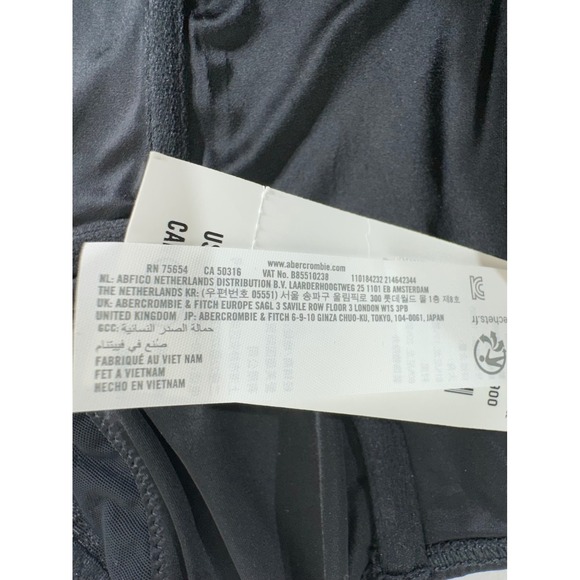 US
CA
RN 75654 CA 50316 www.abercrombie.com
VAT No. B85510238 110184232 214642344
NL: ABFICO NETHERLANDS DISTRIBUTION B.V. LAARDERHOOGTWEG 25 1101 EB AMSTERDAM
THE NETHERLANDS KR: (우편번호 05551) 서울 송파구 올림픽로 300 롯데월드 몰 1층 제8호
UK: ABERCROMBIE & FITCH EUROPE SAGL 3 SAVILE ROW FLOOR 3 LONDON W1S 3PB
UNITED KINGDOM JP: ABERCROMBIE & FITCH 6-9-10 GINZA CHUO-KU, TOKYO, 104-0061, JAPAN
GCC: حمالة الصدر النسائية
صنع في فييتنام
FABRIQUÉ AU VIET NAM
FET A VIETNAM
HECHO EN VIETNAM
echets.fr